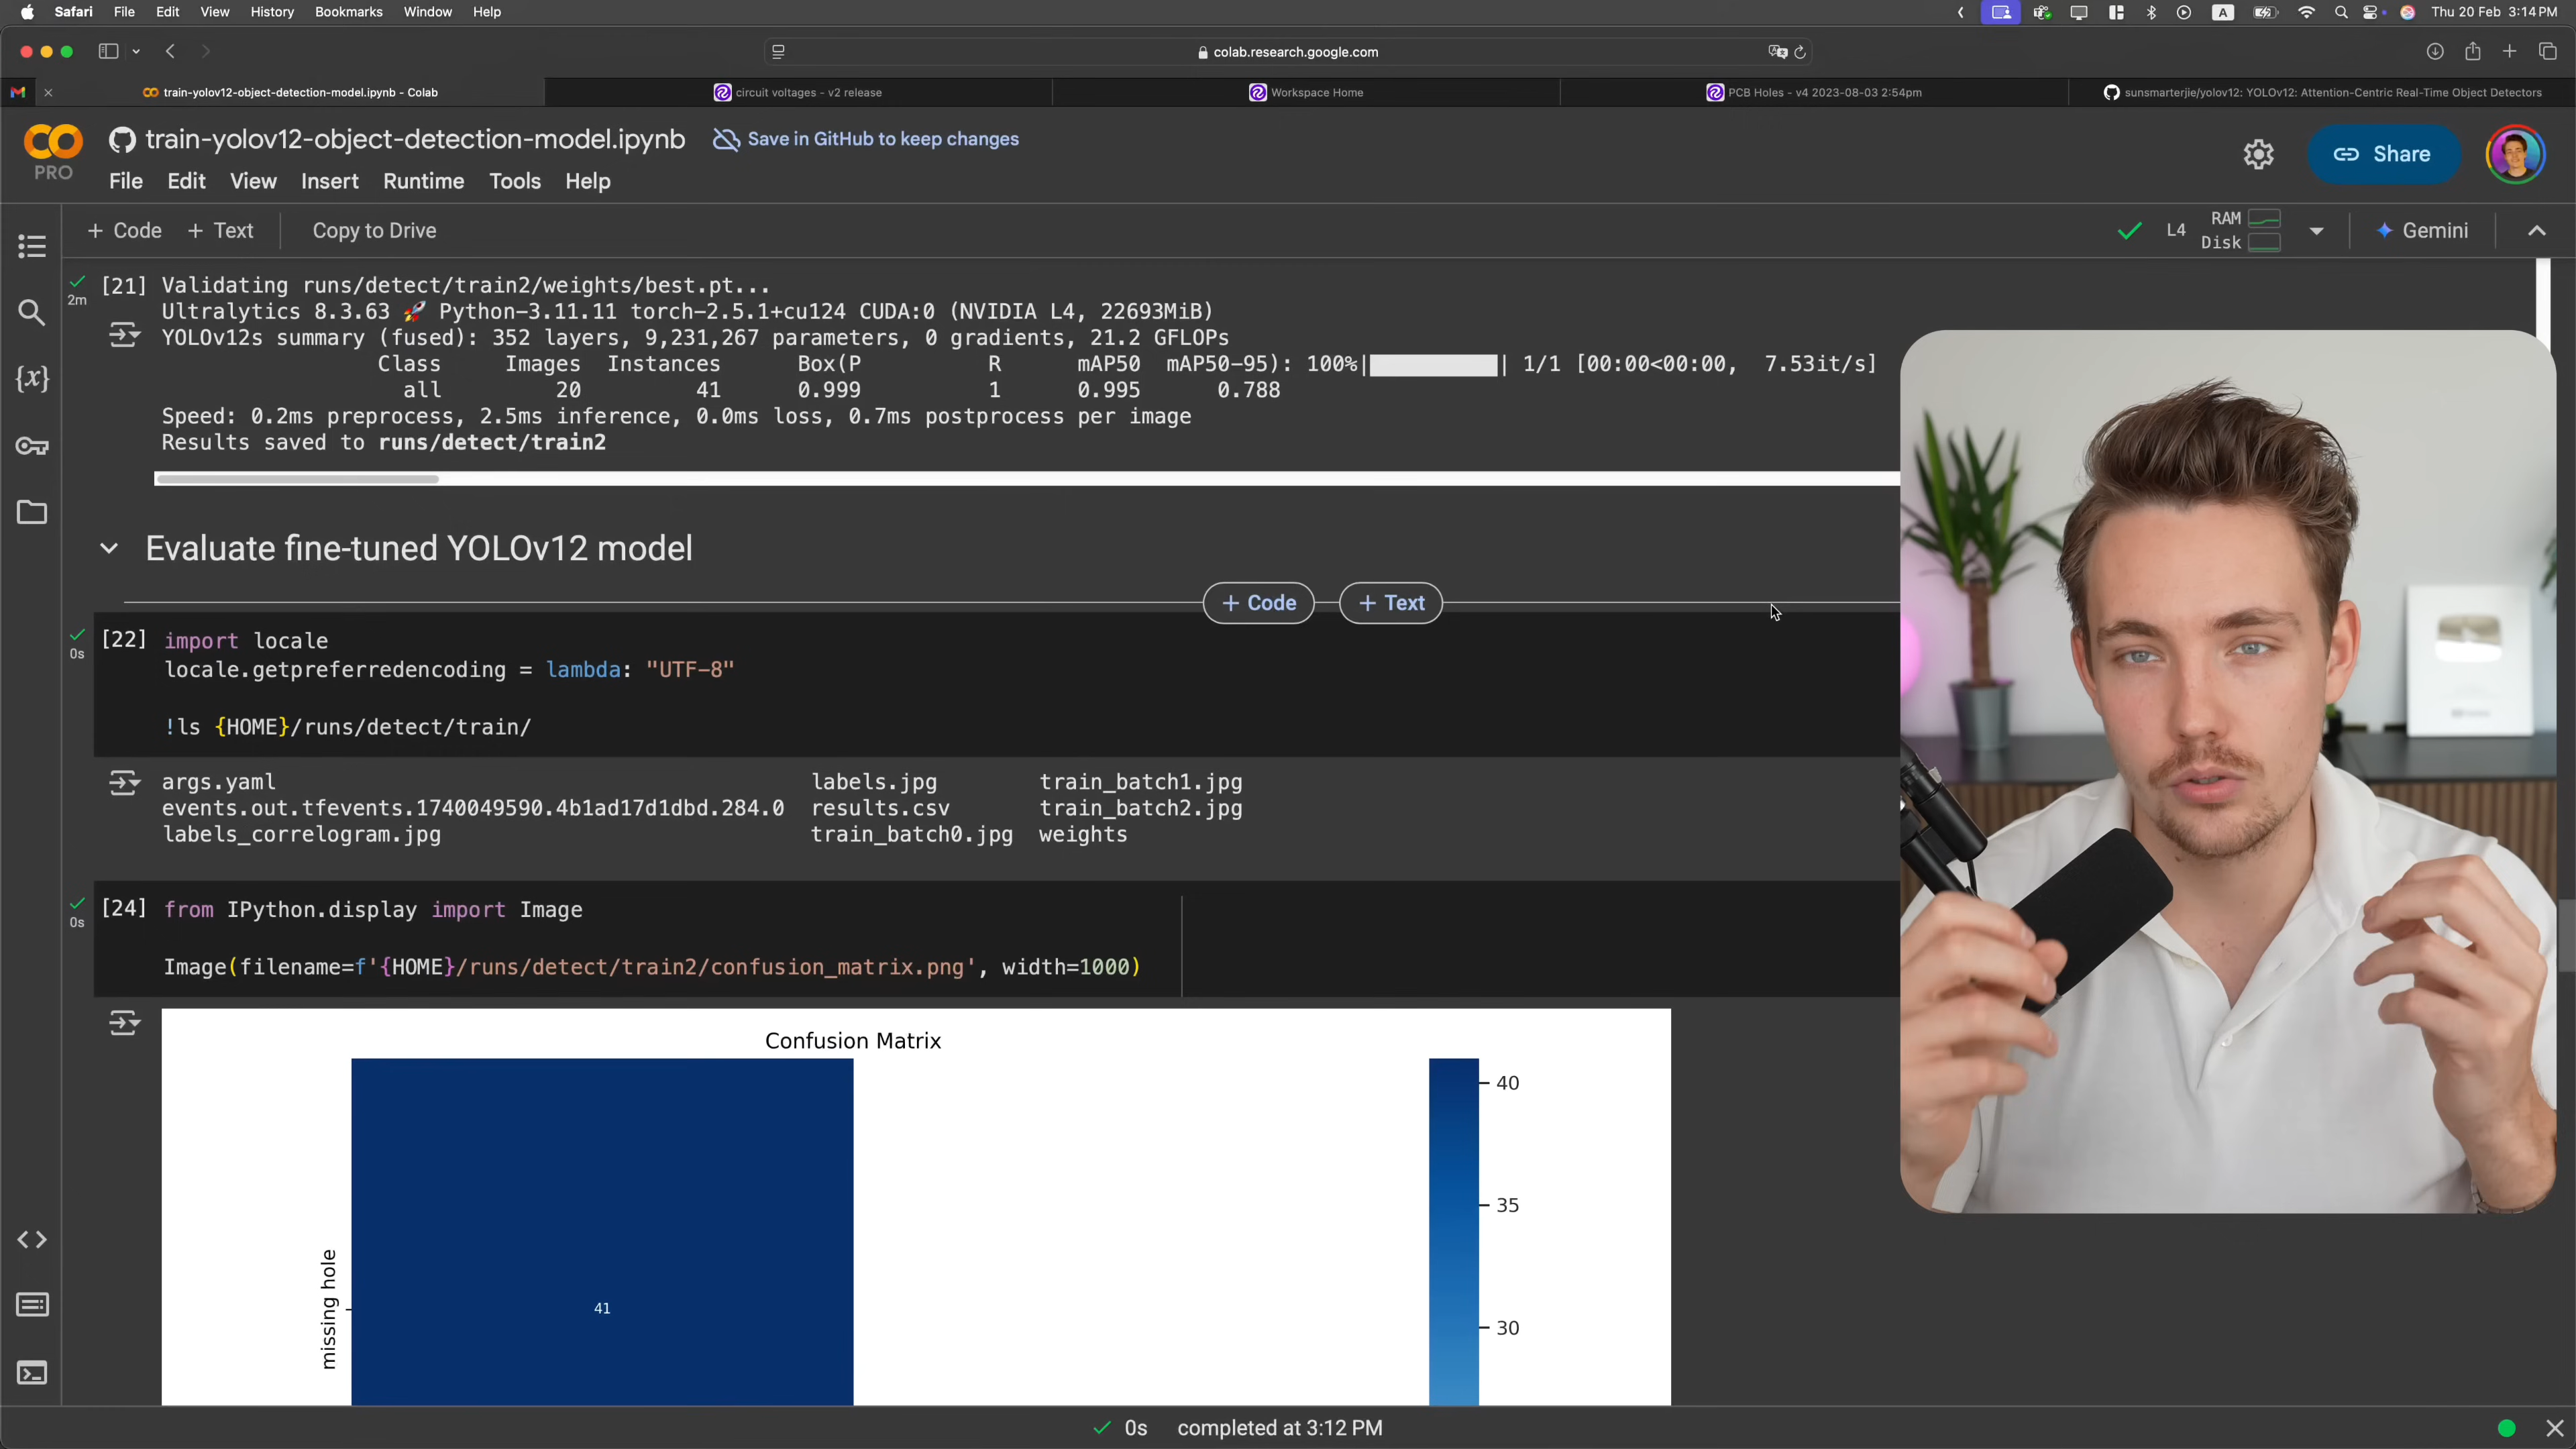 Safari File Edit View History Bookmarks Window Help
A
Thu 20 Feb 3:14 PM
colab.research.google.com
train-yolov12-object-detection-model.ipynb - Colab
circuit voltages - v2 release
Workspace Home
PCB Holes - v4 2023-08-03 2:54pm
sunsmarterjie/yolov12: YOLOv12: Attention-Centric Real-Time Object Detectors
PRO
train-yolov12-object-detection-model.ipynb
Save in GitHub to keep changes
File Edit View Insert Runtime Tools Help
Share
+ Code + Text Copy to Drive
L4
RAM
Disk
Gemini
2m
[21] Validating runs/detect/train2/weights/best.pt...
Ultralytics 8.3.63 🚀 Python-3.11.11 torch-2.5.1+cu124 CUDA:0 (NVIDIA L4, 22693MiB)
YOLOv12s summary (fused): 352 layers, 9,231,267 parameters, 0 gradients, 21.2 GFLOPs
Class Images Instances Box(P R mAP50 mAP50-95): 100%|██████████| 1/1 [00:00<00:00, 7.53it/s]
all 20 41 0.999 1 0.995 0.788
Speed: 0.2ms preprocess, 2.5ms inference, 0.0ms loss, 0.7ms postprocess per image
Results saved to runs/detect/train2
Evaluate fine-tuned YOLOv12 model
+ Code + Text
0s
[22] import locale
locale.getpreferredencoding = lambda: "UTF-8"
!ls {HOME}/runs/detect/train/
args.yaml labels.jpg train_batch1.jpg
events.out.tfevents.1740049590.4b1ad17d1dbd.284.0 results.csv train_batch2.jpg
labels_correlogram.jpg train_batch0.jpg weights
0s
[24] from IPython.display import Image
Image(filename=f'{HOME}/runs/detect/train2/confusion_matrix.png', width=1000)
Confusion Matrix
40
35
30
missing hole
41
0s completed at 3:12 PM